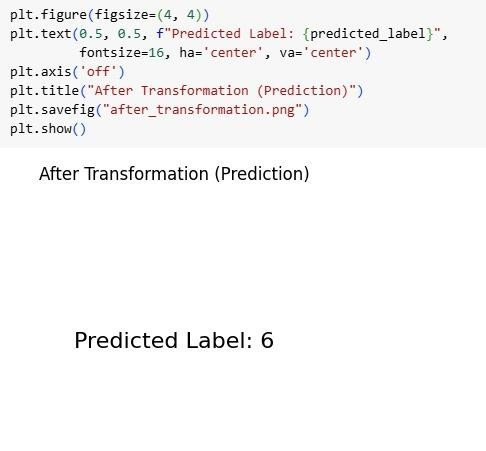 plt.figure(figsize=(4, 4))
plt.text(0.5, 0.5, f"Predicted Label: {predicted_label}",
         fontsize=16, ha='center', va='center')
plt.axis('off')
plt.title("After Transformation (Prediction)")
plt.savefig("after_transformation.png")
plt.show()
After Transformation (Prediction)
Predicted Label: 6